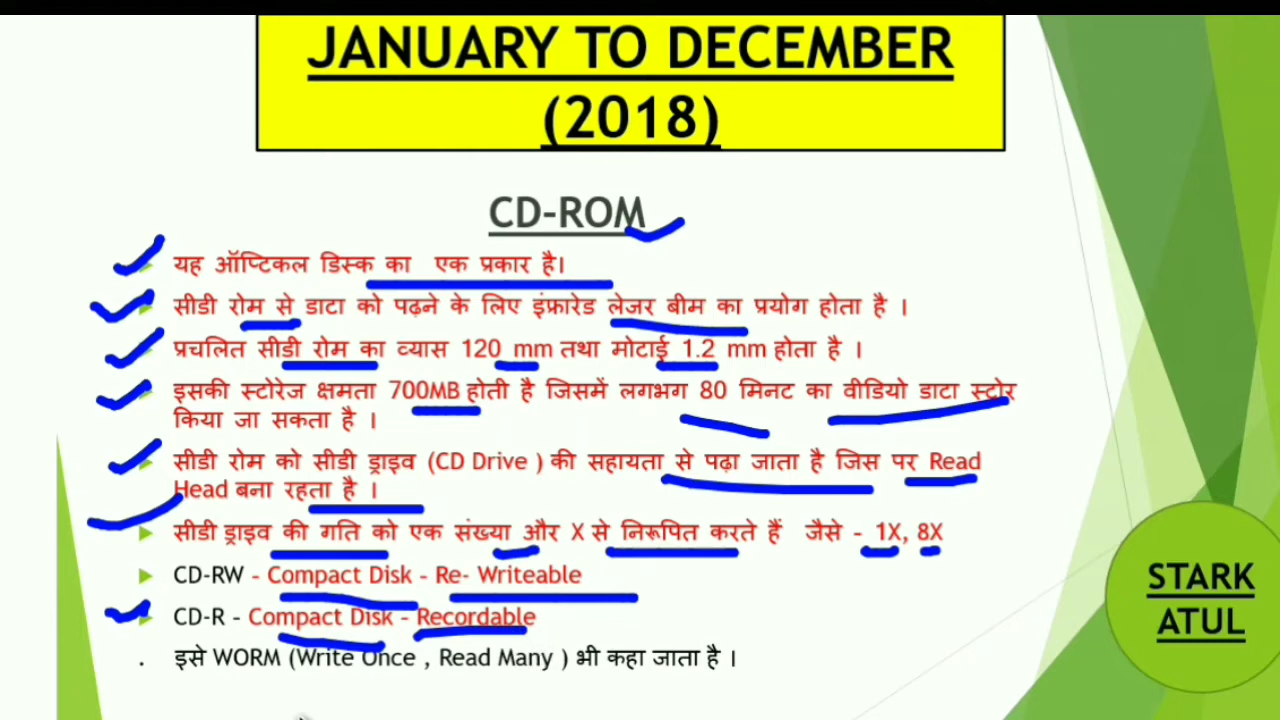 JANUARY TO DECEMBER
(2018)
CD-ROM
यह ऑप्टिकल डिस्क का एक प्रकार है।
सीडी रोम से डाटा को पढ़ने के लिए इंफ्रारेड लेजर बीम का प्रयोग होता है ।
प्रचलित सीडी रोम का व्यास 120 mm तथा मोटाई 1.2 mm होता है ।
इसकी स्टोरेज क्षमता 700MB होती है जिसमें लगभग 80 मिनट का वीडियो डाटा स्टोर
किया जा सकता है ।
सीडी रोम को सीडी ड्राइव (CD Drive ) की सहायता से पढ़ा जाता है जिस पर Read
Head बना रहता है ।
सीडी ड्राइव की गति को एक संख्या और X से निरूपित करते हैं जैसे - 1X, 8X
CD-RW - Compact Disk - Re- Writeable
CD-R - Compact Disk - Recordable
. इसे WORM (Write Once , Read Many ) भी कहा जाता है ।
STARK
ATUL